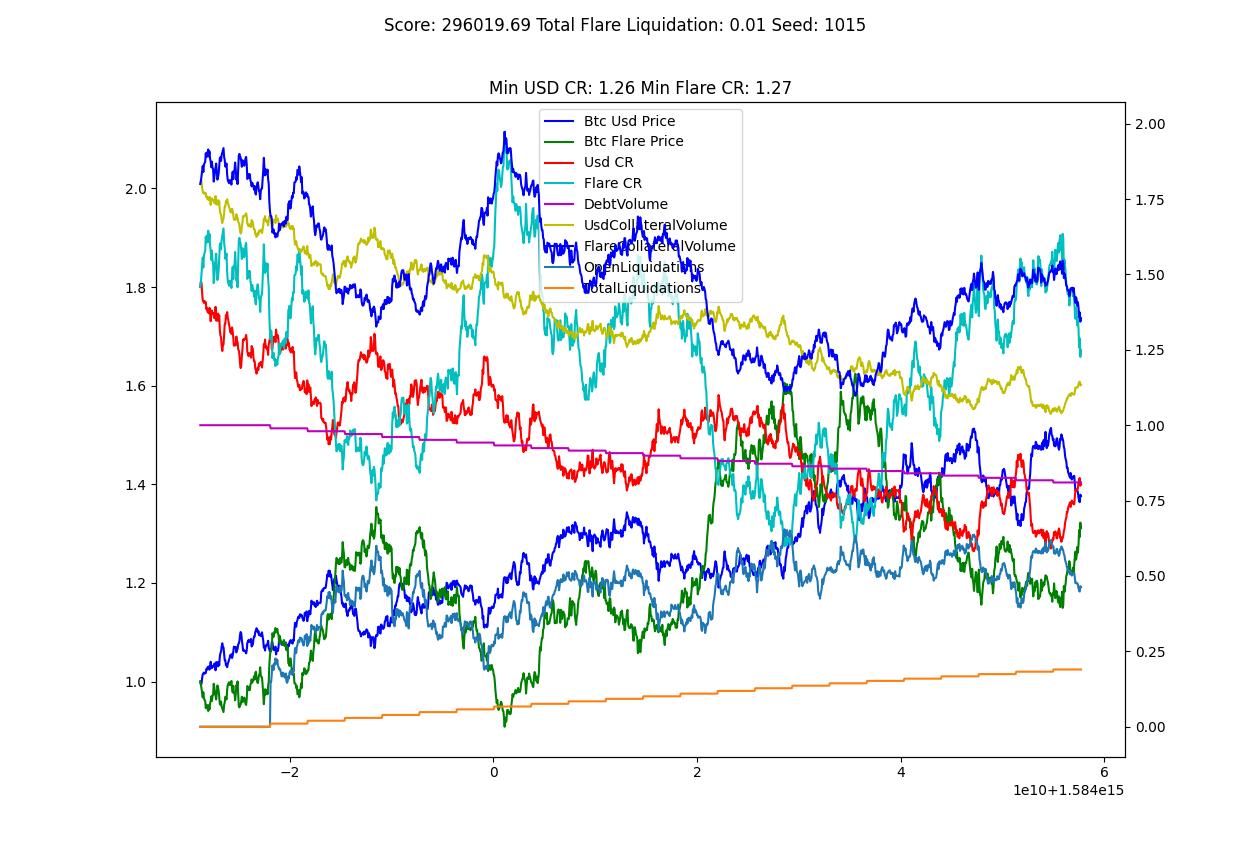 Score: 296019.69 Total Flare Liquidation: 0.01 Seed: 1015
Min USD CR: 1.26 Min Flare CR: 1.27
Btc Usd Price
Btc Flare Price
Usd CR
Flare CR
DebtVolume
UsdCollateralVolume
FlareCollateralVolume
OpenLiquidations
TotalLiquidations
2.0
1.8
1.6
1.4
1.2
1.0
2.00
1.75
1.50
1.25
1.00
0.75
0.50
0.25
0.00
−2 0 2 4 6
1e10+1.584e15